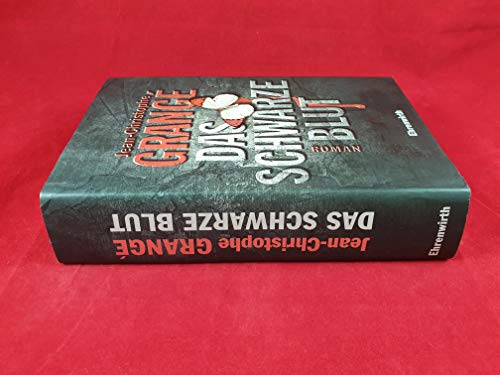 Jean-Christophe
GRANGÉ
DAS
SCHWARZE
BLUT
ROMAN
Ehrenwirth
Jean-Christophe GRANGÉ
DAS SCHWARZE BLUT
Ehrenwirth